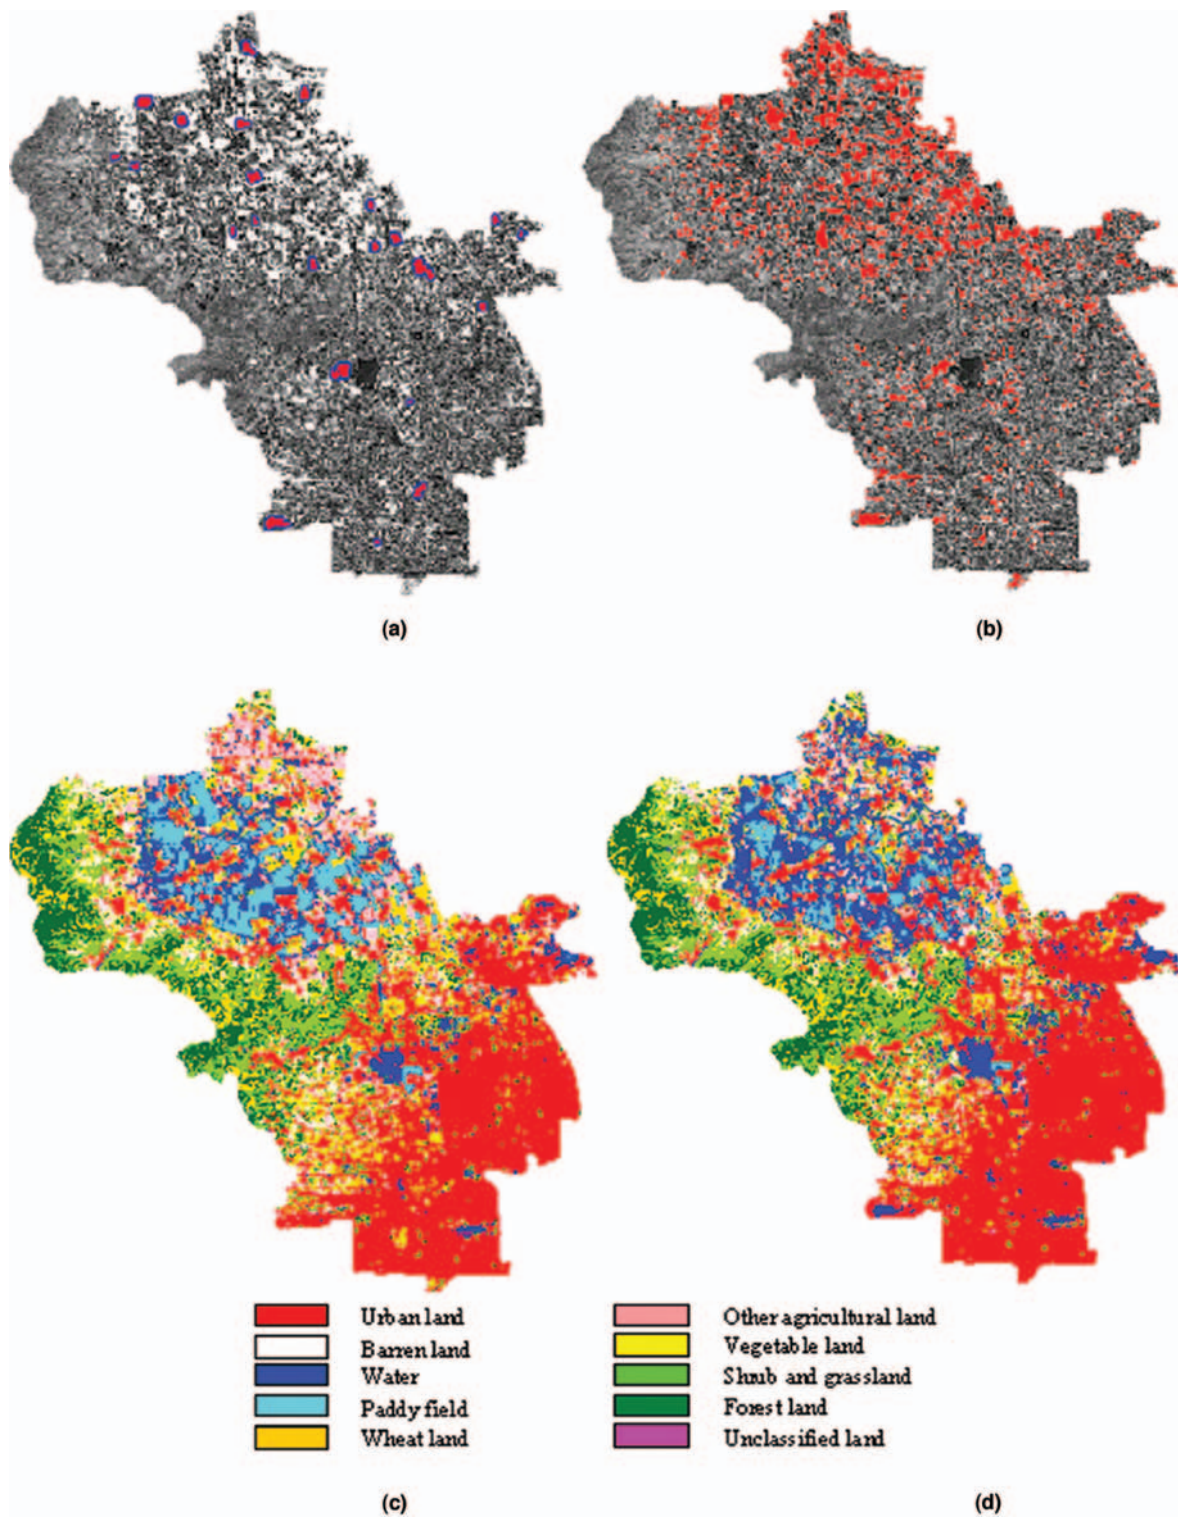 (a)
(b)
Urban land
Barren land
Water
Paddy field
Wheat land
Other agricultural land
Vegetable land
Shrub and grassland
Forest land
Unclassified land
(c)
(d)